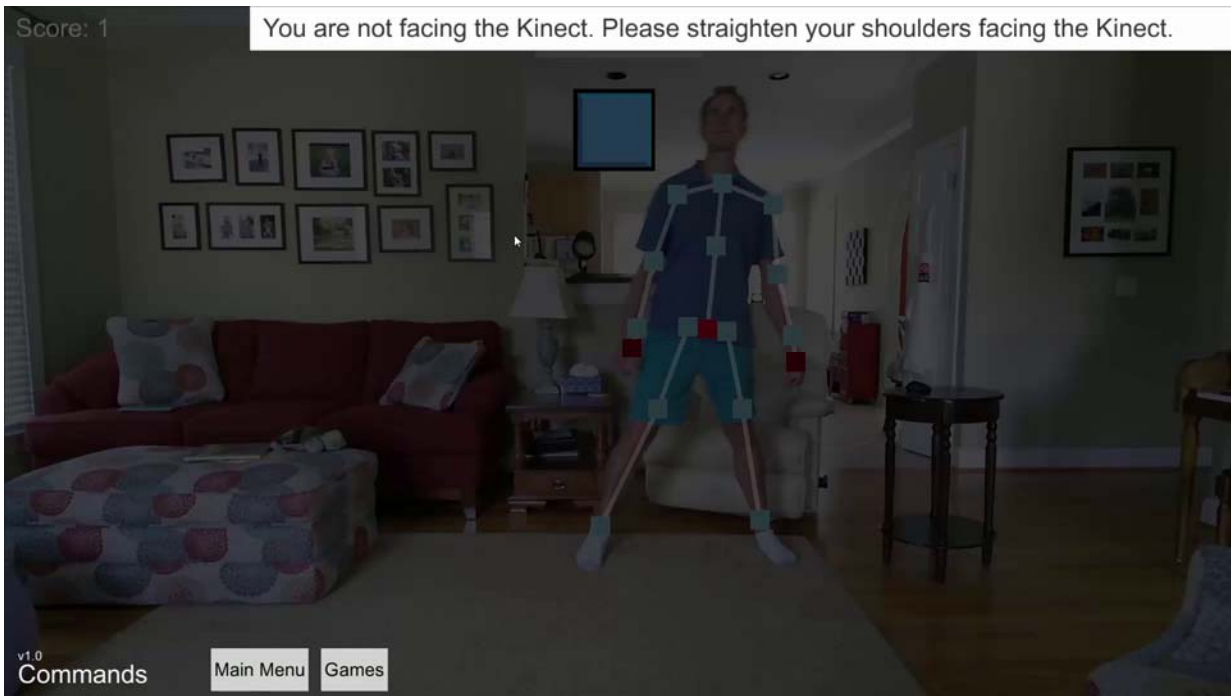 Score: 1
You are not facing the Kinect. Please straighten your shoulders facing the Kinect.
v1.0
Commands
Main Menu
Games